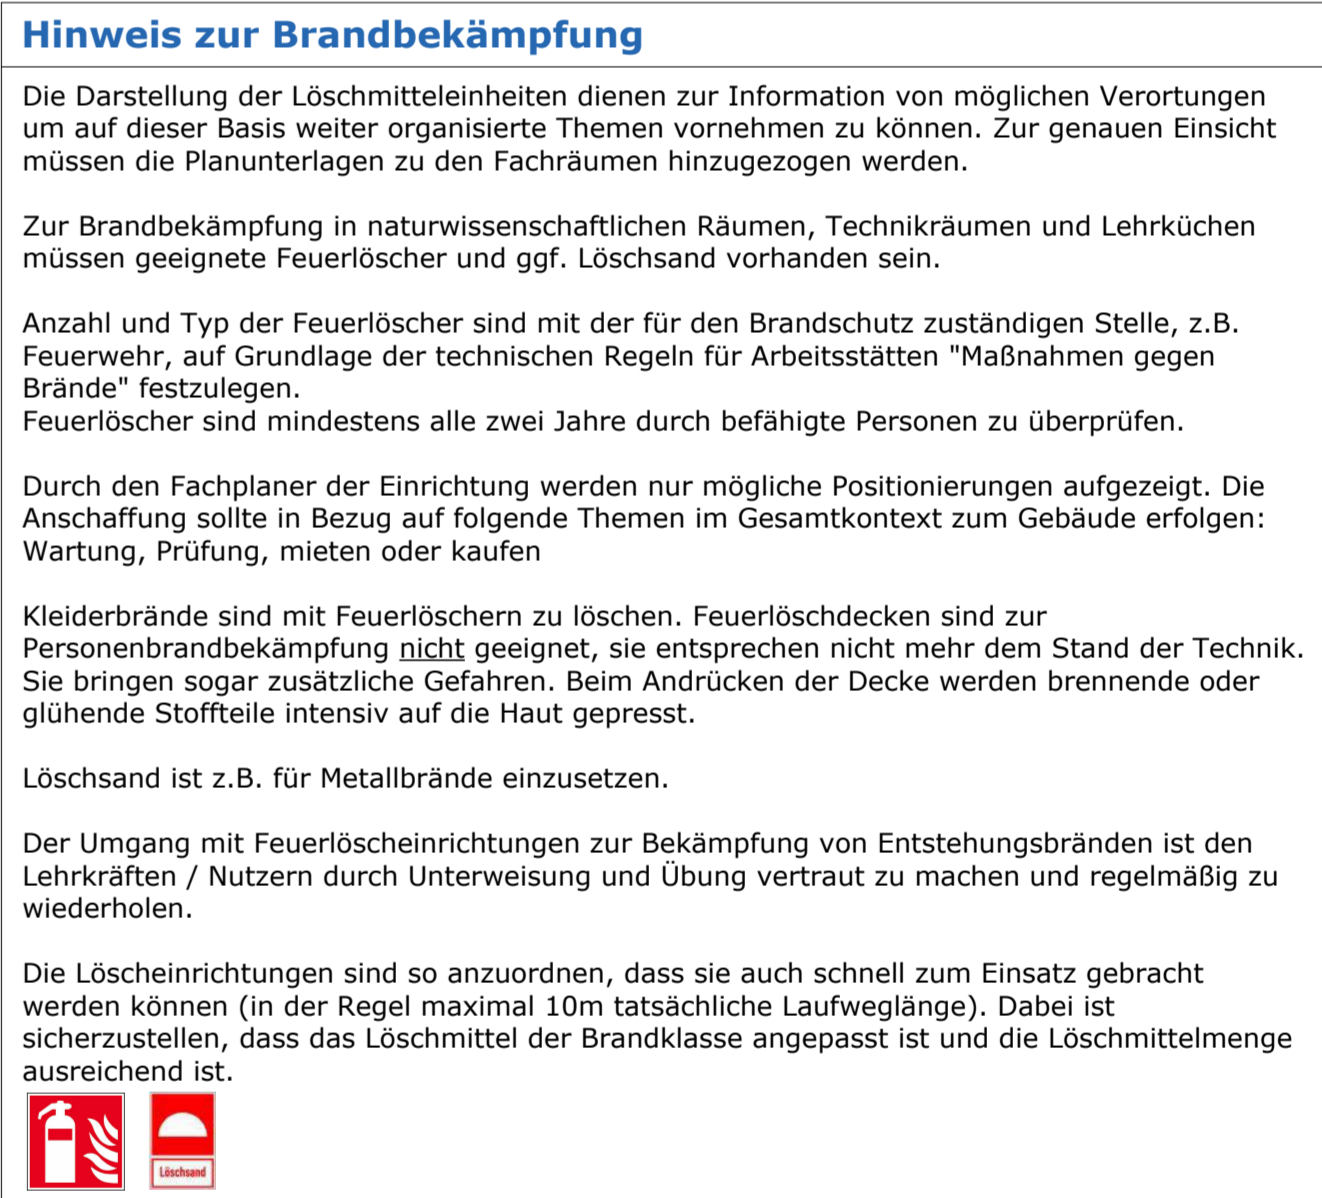 Hinweis zur Brandbekämpfung
Die Darstellung der Löschmitteleinheiten dienen zur Information von möglichen Verortungen
um auf dieser Basis weiter organisierte Themen vornehmen zu können. Zur genauen Einsicht
müssen die Planunterlagen zu den Fachräumen hinzugezogen werden.
Zur Brandbekämpfung in naturwissenschaftlichen Räumen, Technikräumen und Lehrküchen
müssen geeignete Feuerlöscher und ggf. Löschsand vorhanden sein.
Anzahl und Typ der Feuerlöscher sind mit der für den Brandschutz zuständigen Stelle, z.B.
Feuerwehr, auf Grundlage der technischen Regeln für Arbeitsstätten "Maßnahmen gegen
Brände" festzulegen.
Feuerlöscher sind mindestens alle zwei Jahre durch befähigte Personen zu überprüfen.
Durch den Fachplaner der Einrichtung werden nur mögliche Positionierungen aufgezeigt. Die
Anschaffung sollte in Bezug auf folgende Themen im Gesamtkontext zum Gebäude erfolgen:
Wartung, Prüfung, mieten oder kaufen
Kleiderbrände sind mit Feuerlöschern zu löschen. Feuerlöschdecken sind zur
Personenbrandbekämpfung nicht geeignet, sie entsprechen nicht mehr dem Stand der Technik.
Sie bringen sogar zusätzliche Gefahren. Beim Andrücken der Decke werden brennende oder
glühende Stoffteile intensiv auf die Haut gepresst.
Löschsand ist z.B. für Metallbrände einzusetzen.
Der Umgang mit Feuerlöscheinrichtungen zur Bekämpfung von Entstehungsbränden ist den
Lehrkräften / Nutzern durch Unterweisung und Übung vertraut zu machen und regelmäßig zu
wiederholen.
Die Löscheinrichtungen sind so anzuordnen, dass sie auch schnell zum Einsatz gebracht
werden können (in der Regel maximal 10m tatsächliche Laufweglänge). Dabei ist
sicherzustellen, dass das Löschmittel der Brandklasse angepasst ist und die Löschmittelmenge
ausreichend ist.
Löschsand